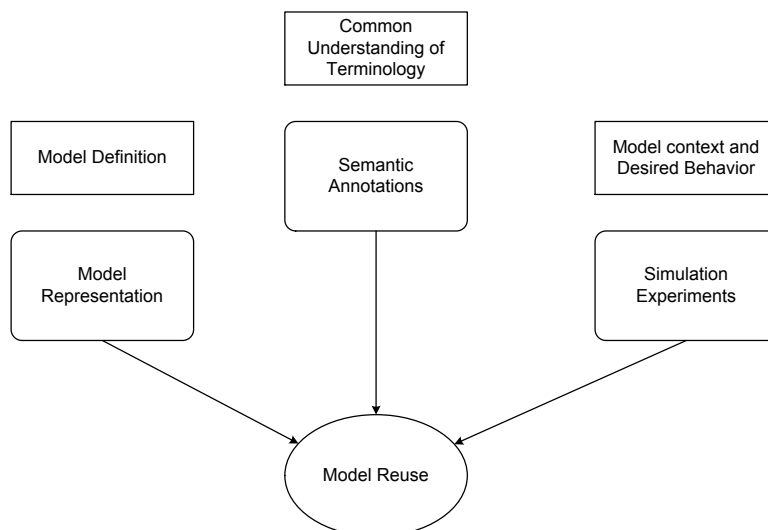 Common
Understanding of
Terminology
Model Definition
Semantic
Annotations
Model context and
Desired Behavior
Model
Representation
Simulation
Experiments
Model Reuse